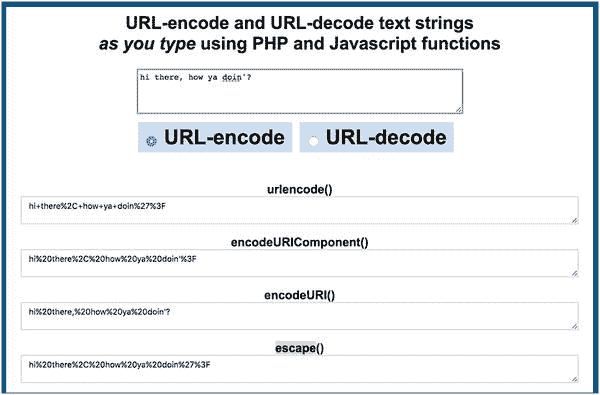 URL-encode and URL-decode text strings
as you type using PHP and Javascript functions
hi there, how ya doin'?
URL-encode URL-decode
urlencode()
hi+there%2C+how+ya+doin%27%3F
encodeURIComponent()
hi%20there%2C%20how%20ya%20doin'%3F
encodeURI()
hi%20there,%20how%20ya%20doin'?
escape()
hi%20there%2C%20how%20ya%20doin%27%3F